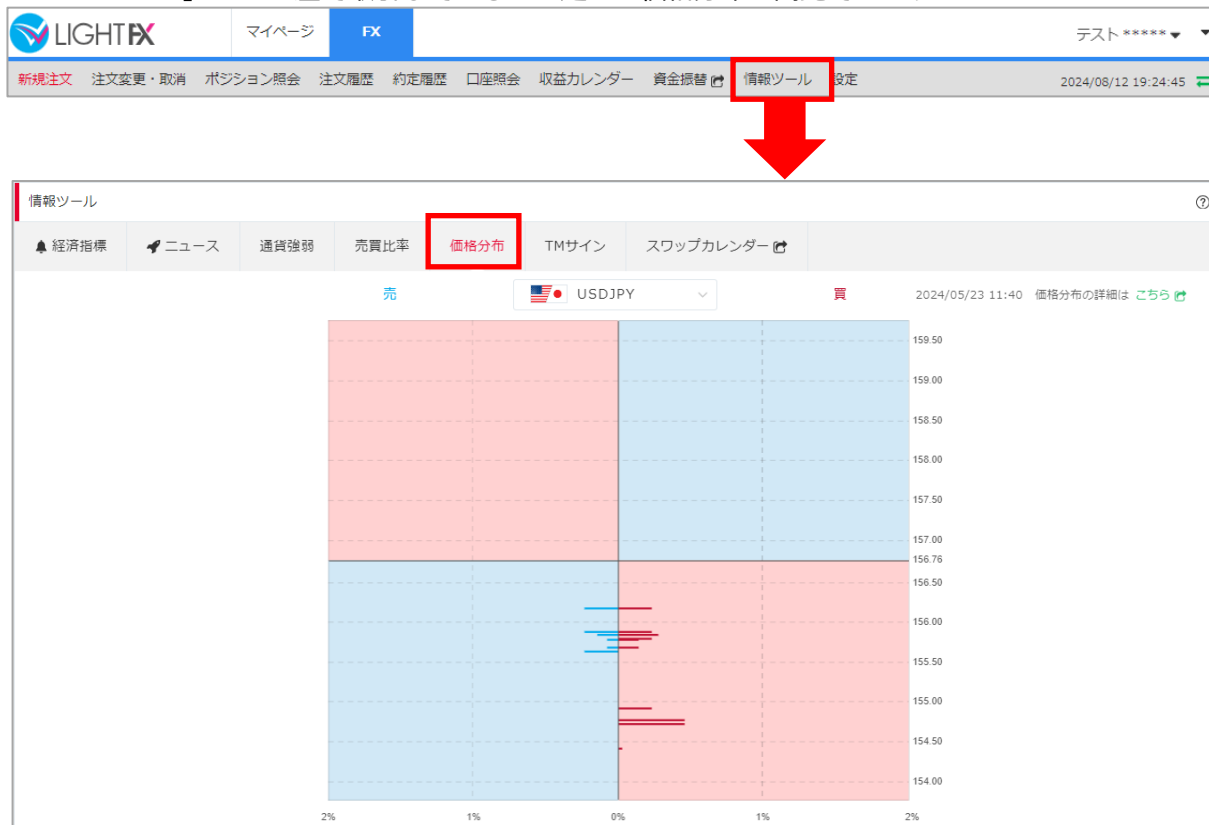 LIGHT FX マイページ FX テスト *****
新規注文 注文変更・取消 ポジション照会 注文履歴 約定履歴 口座照会 収益カレンダー 資金振替 情報ツール 設定 2024/08/12 19:24:45
情報ツール
経済指標 ニュース 通貨強弱 売買比率 価格分布 TMサイン スワップカレンダー
売 USDJPY 買 2024/05/23 11:40 価格分布の詳細は こちら
159.50
159.00
158.50
158.00
157.50
157.00
156.76
156.50
156.00
155.50
155.00
154.50
154.00
2% 1% 0% 1% 2%